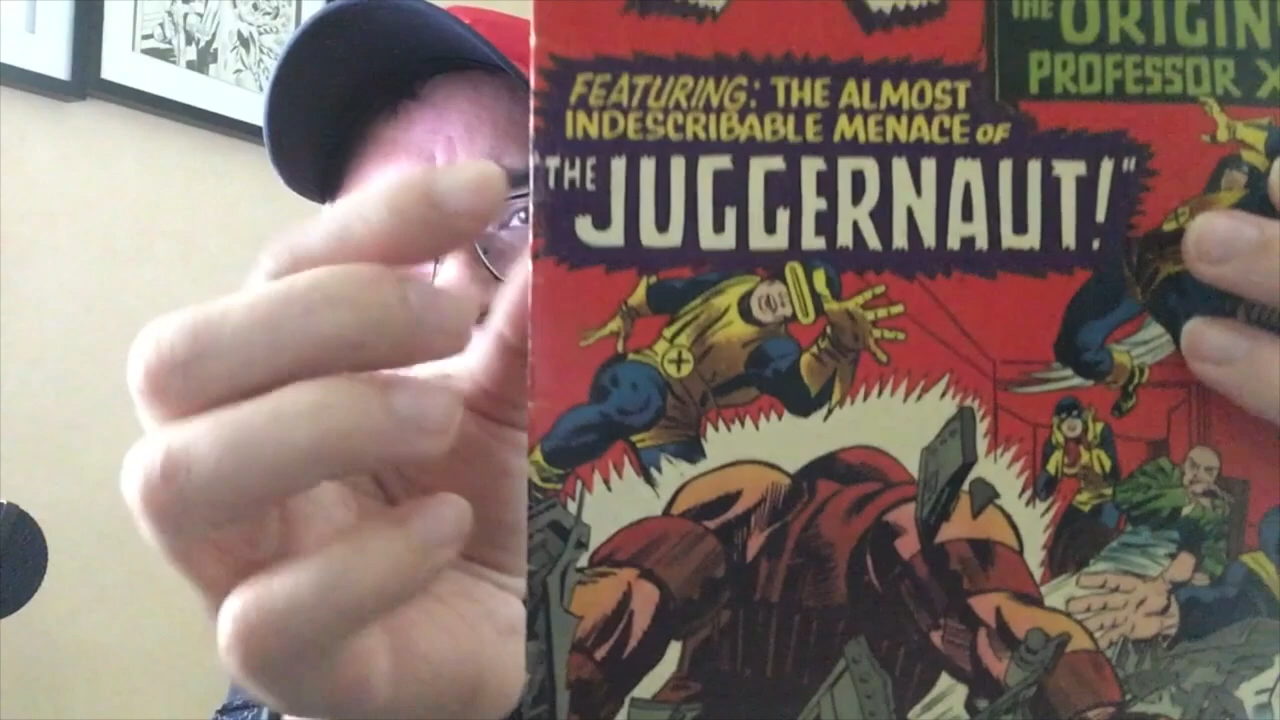 THE ORIGIN
PROFESSOR X
FEATURING: THE ALMOST
INDESCRIBABLE MENACE OF
"THE JUGGERNAUT!"